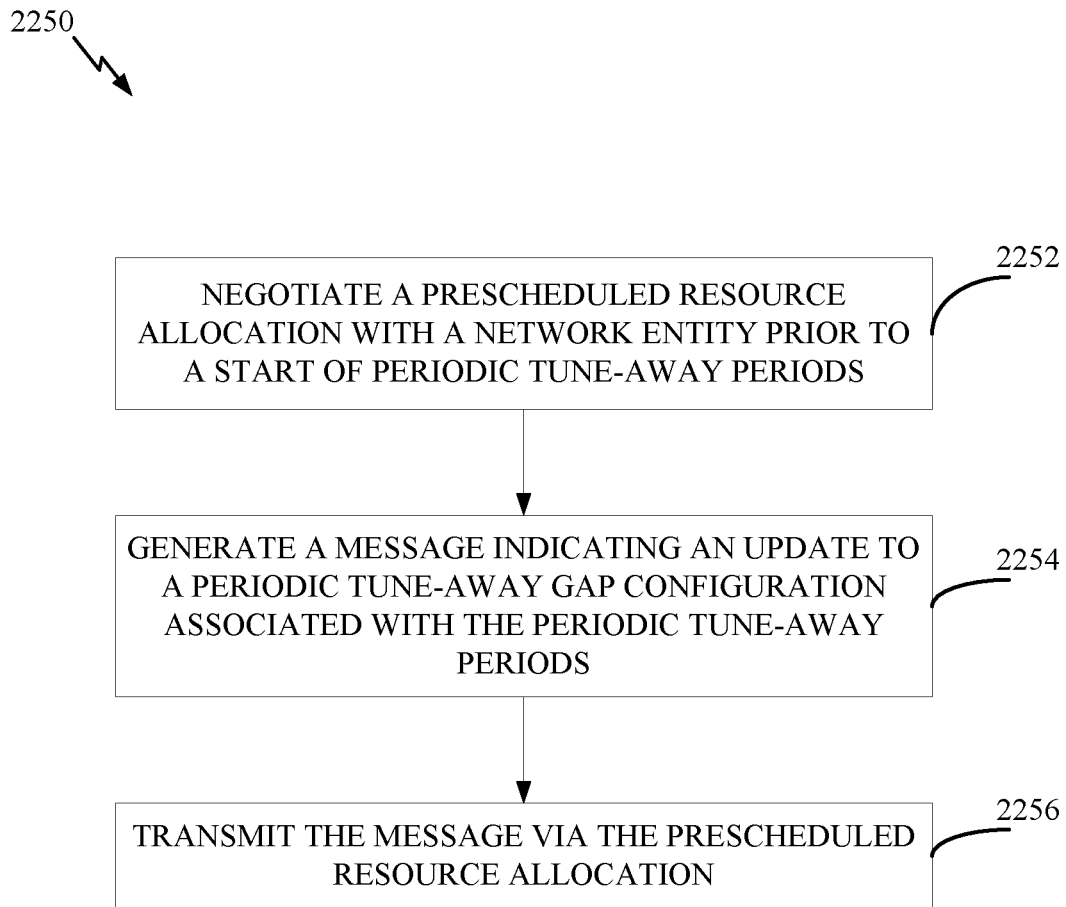 2250
2252
NEGOTIATE A PRESCHEDULED RESOURCE
ALLOCATION WITH A NETWORK ENTITY PRIOR TO
A START OF PERIODIC TUNE-AWAY PERIODS
2254
GENERATE A MESSAGE INDICATING AN UPDATE TO
A PERIODIC TUNE-AWAY GAP CONFIGURATION
ASSOCIATED WITH THE PERIODIC TUNE-AWAY
PERIODS
2256
TRANSMIT THE MESSAGE VIA THE PRESCHEDULED
RESOURCE ALLOCATION